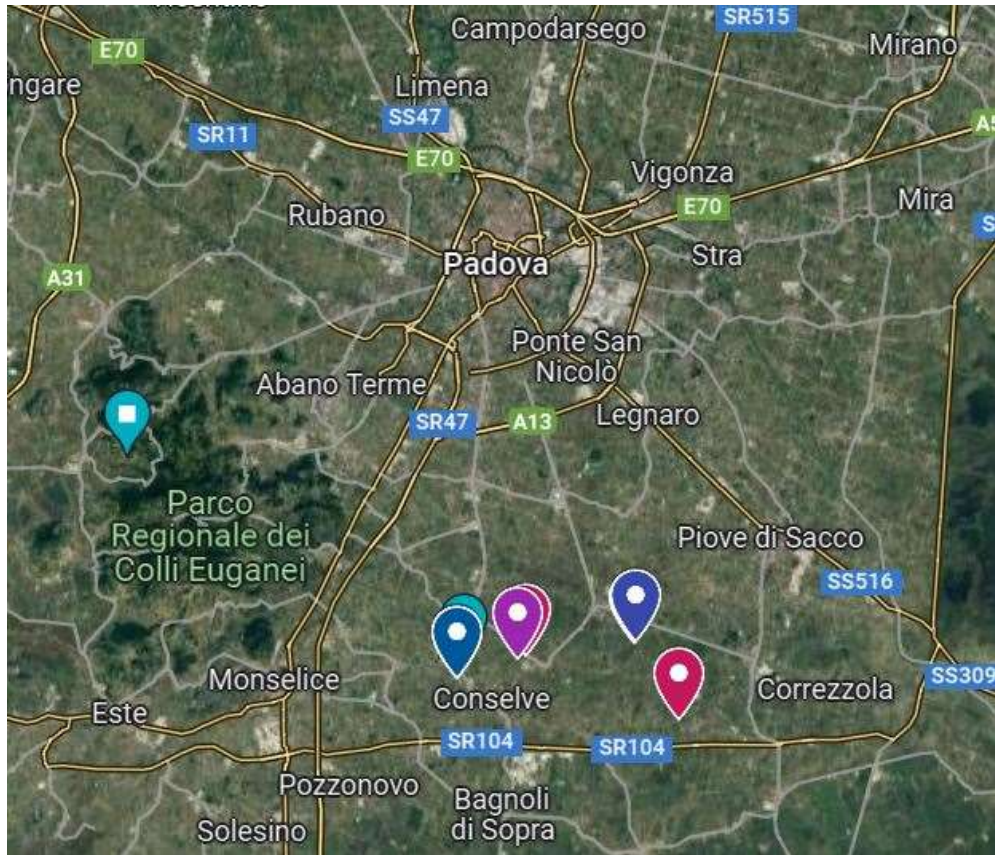 SR515
Campodarsego
Mirano
E70
ngare
Limena
SS47
SR11
E70
Vigonza
E70
Mira
Rubano
Stra
Padova
A31
Ponte San
Nicolò
Abano Terme
SR47
A13
Legnaro
Parco
Regionale dei
Colli Euganei
Piove di Sacco
SS516
Monselice
Conselve
Correzzola
SS309
Este
SR104
SR104
Pozzonovo
Bagnoli
di Sopra
Solesino